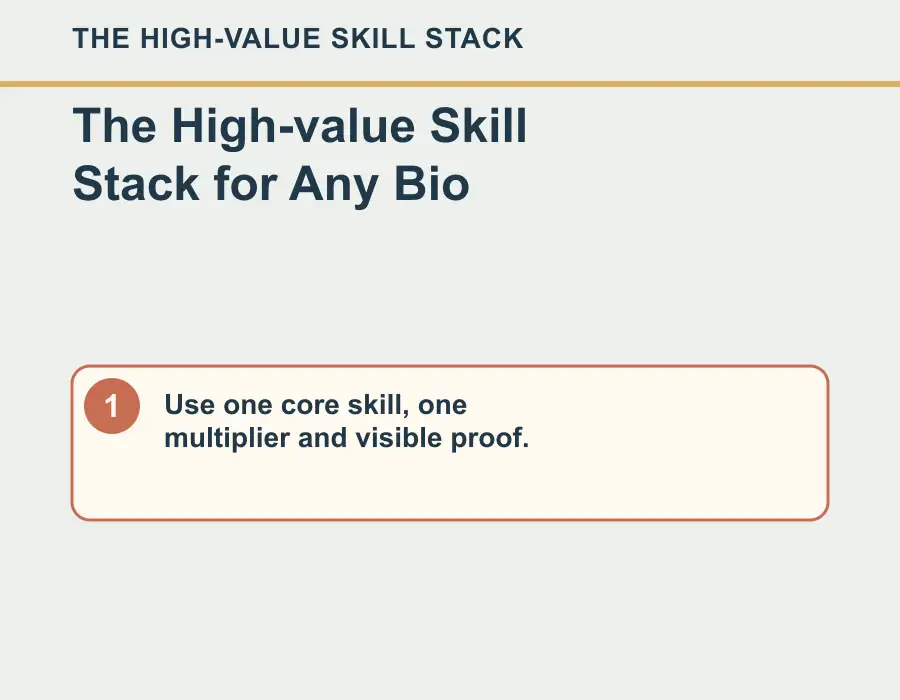 THE HIGH-VALUE SKILL STACK
The High-value Skill
Stack for Any Bio
1
Use one core skill, one
multiplier and visible proof.